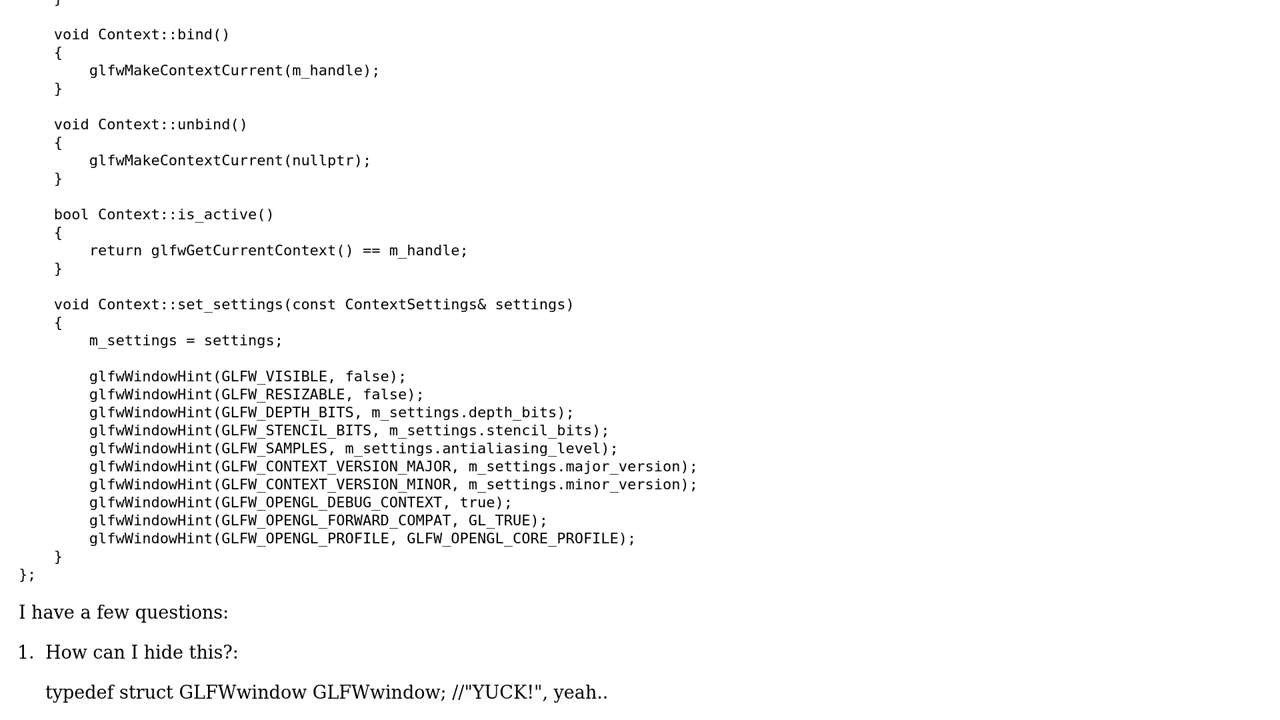 }

    void Context::bind()
    {
        glfwMakeContextCurrent(m_handle);
    }

    void Context::unbind()
    {
        glfwMakeContextCurrent(nullptr);
    }

    bool Context::is_active()
    {
        return glfwGetCurrentContext() == m_handle;
    }

    void Context::set_settings(const ContextSettings& settings)
    {
        m_settings = settings;

        glfwWindowHint(GLFW_VISIBLE, false);
        glfwWindowHint(GLFW_RESIZABLE, false);
        glfwWindowHint(GLFW_DEPTH_BITS, m_settings.depth_bits);
        glfwWindowHint(GLFW_STENCIL_BITS, m_settings.stencil_bits);
        glfwWindowHint(GLFW_SAMPLES, m_settings.antialiasing_level);
        glfwWindowHint(GLFW_CONTEXT_VERSION_MAJOR, m_settings.major_version);
        glfwWindowHint(GLFW_CONTEXT_VERSION_MINOR, m_settings.minor_version);
        glfwWindowHint(GLFW_OPENGL_DEBUG_CONTEXT, true);
        glfwWindowHint(GLFW_OPENGL_FORWARD_COMPAT, GL_TRUE);
        glfwWindowHint(GLFW_OPENGL_PROFILE, GLFW_OPENGL_CORE_PROFILE);
    }
};
I have a few questions:
1. How can I hide this?:
typedef struct GLFWwindow GLFWwindow; //"YUCK!", yeah..